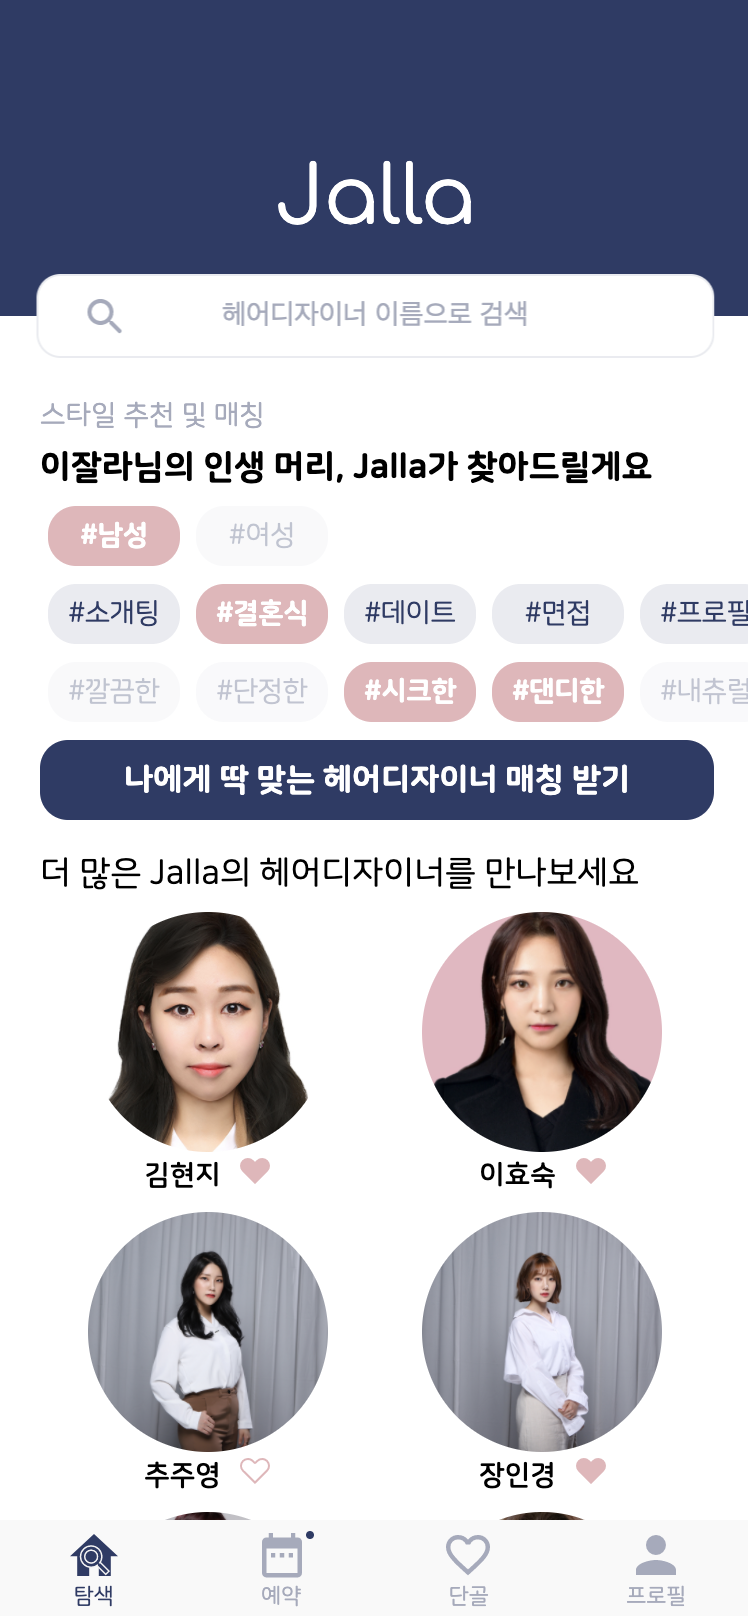 Jalla
헤어디자이너 이름으로 검색
스타일 추천 및 매칭
이잘라님의 인생 머리, Jalla가 찾아드릴게요
#남성 #여성
#소개팅 #결혼식 #데이트 #면접 #프로필
#깔끔한 #단정한 #시크한 #댄디한 #내츄럴
나에게 딱 맞는 헤어디자이너 매칭 받기
더 많은 Jalla의 헤어디자이너를 만나보세요
김현지 이효숙
추주영 장인경
탐색 예약 단골 프로필